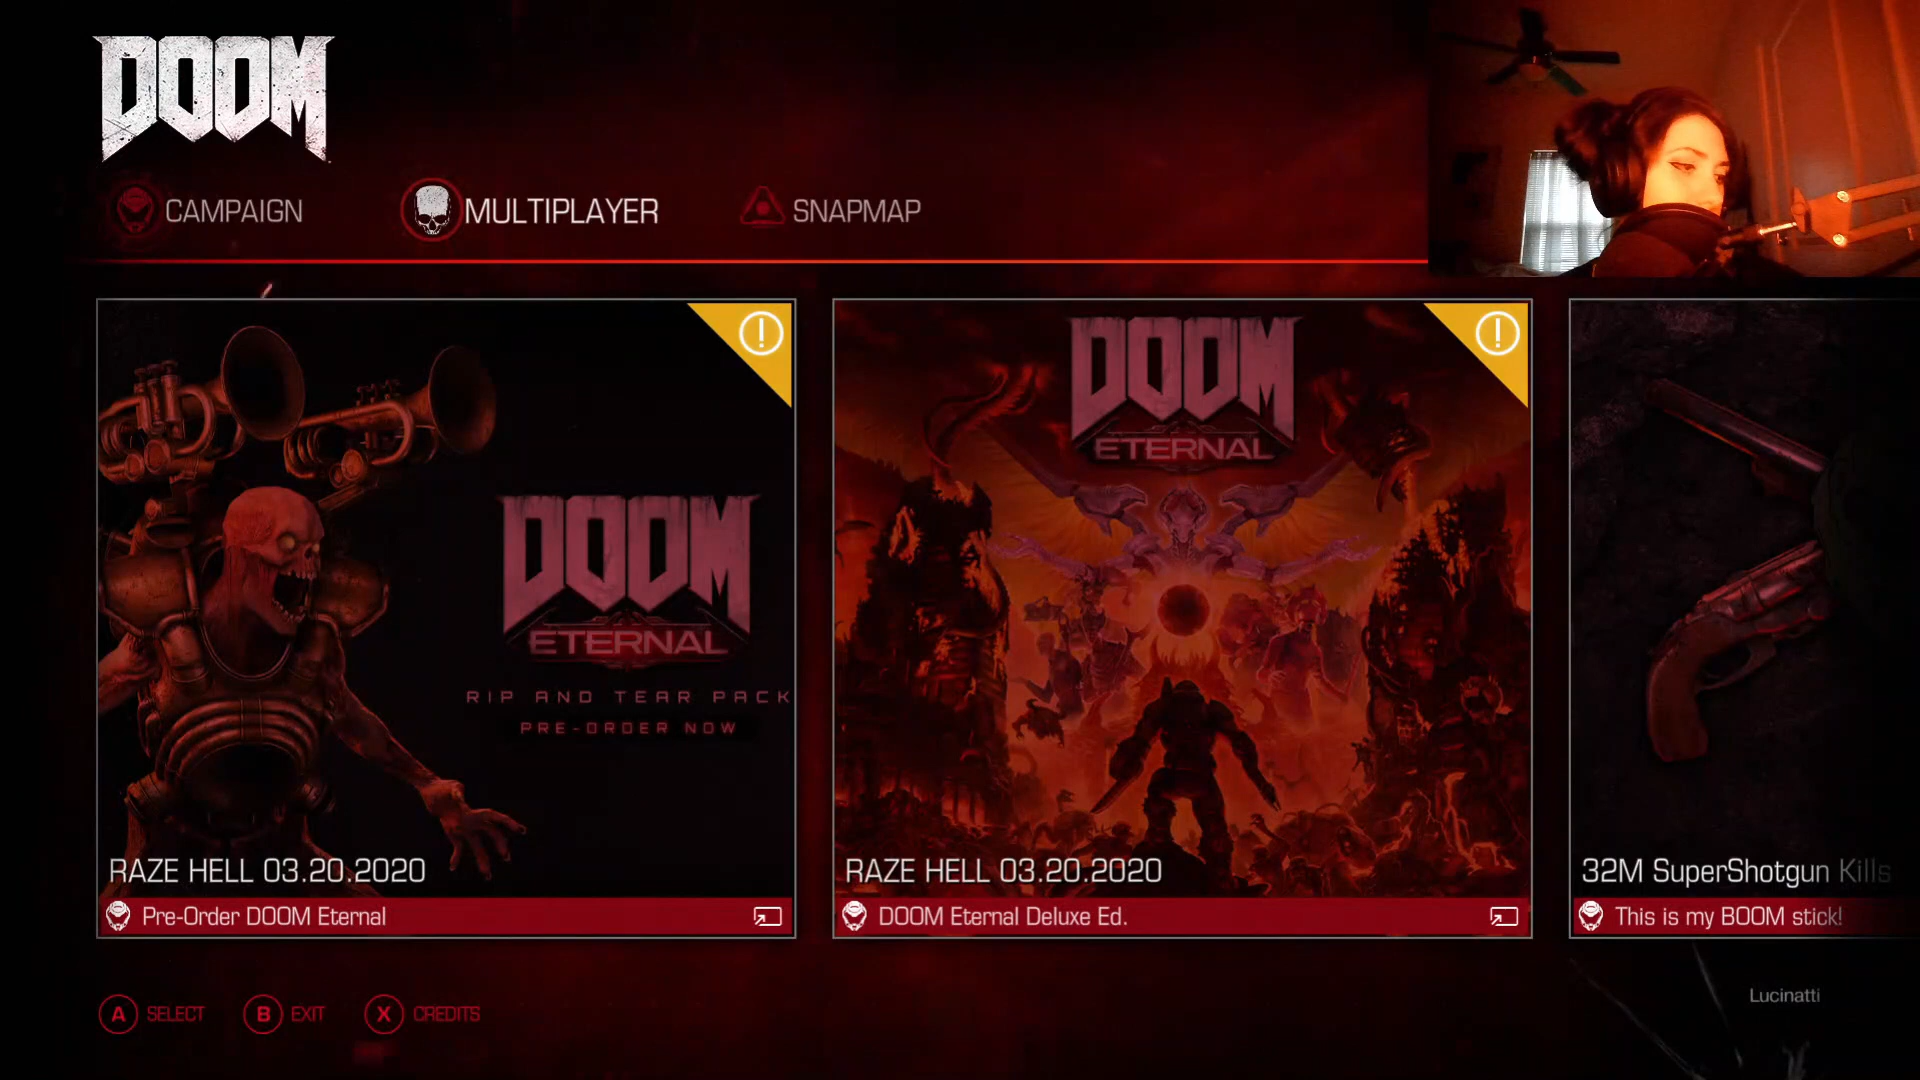 DOOM
CAMPAIGN
MULTIPLAYER
SNAPMAP
DOOM
ETERNAL
RIP AND TEAR PACK
PRE-ORDER NOW
RAZE HELL 03.20.2020
Pre-Order DOOM Eternal
DOOM
ETERNAL
RAZE HELL 03.20.2020
DOOM Eternal Deluxe Ed.
32M SuperShotgun Kills
This is my BOOM stick!
A SELECT
B EXIT
X CREDITS
Lucinatti